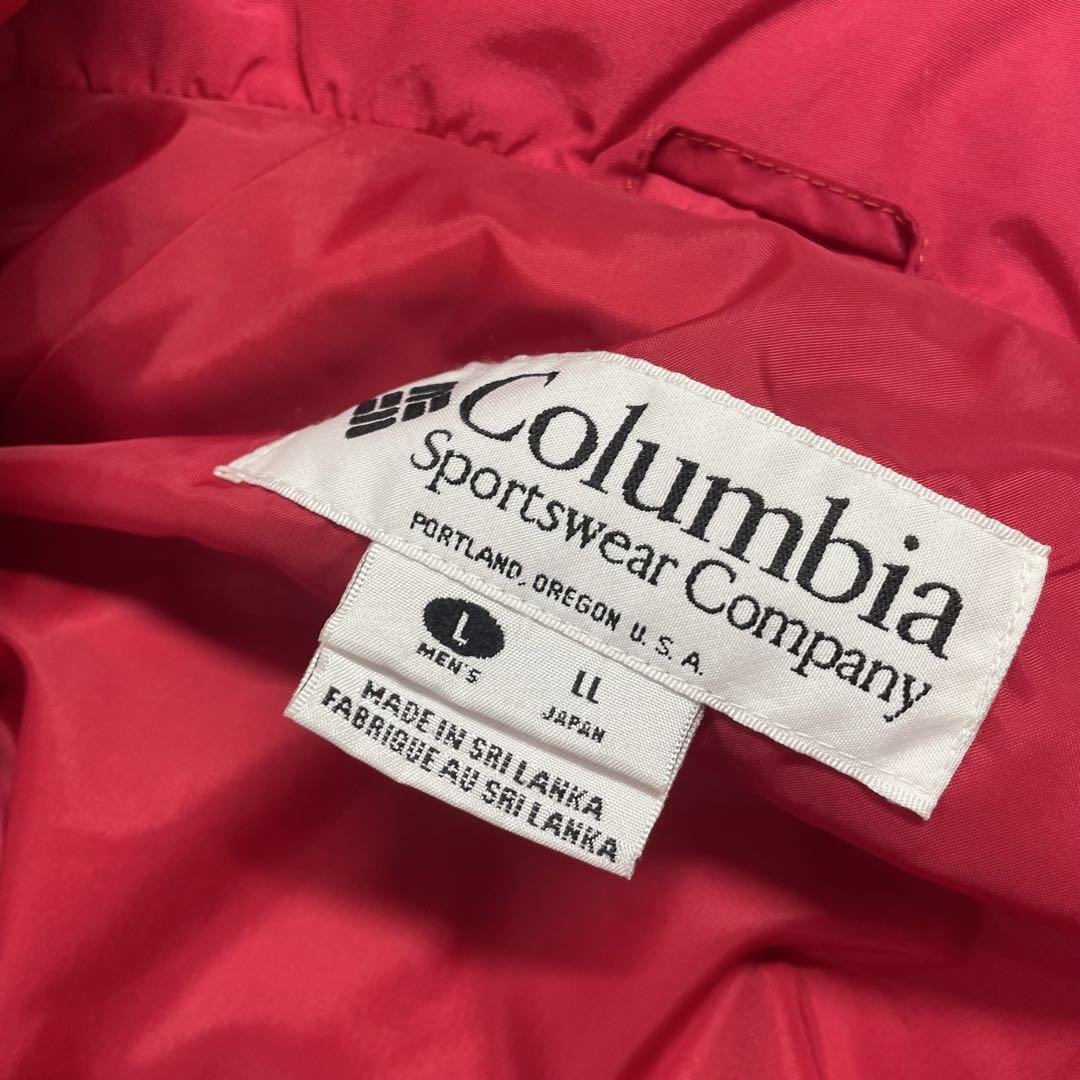 Columbia
Sportswear Company
PORTLAND, OREGON U.S.A.
L
MEN'S
LL
JAPAN
MADE IN SRI LANKA
FABRIQUE AU SRI LANKA